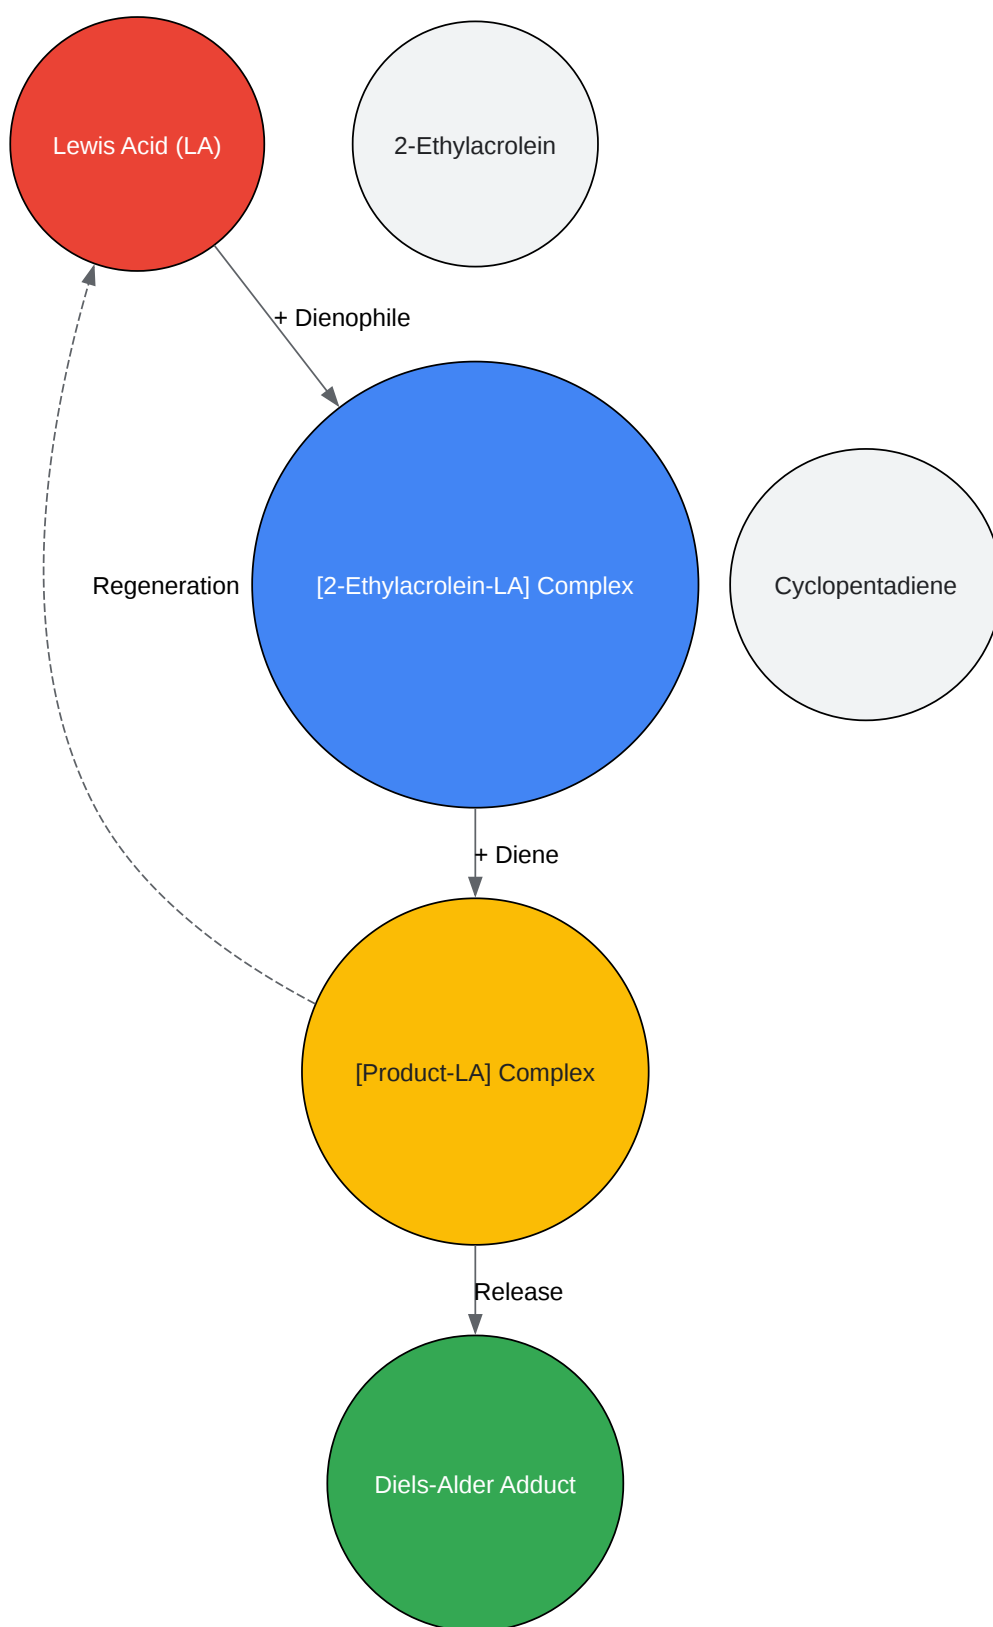 Lewis Acid (LA)
2-Ethylacrolein
+ Dienophile
Regeneration
[2-Ethylacrolein-LA] Complex
Cyclopentadiene
+ Diene
[Product-LA] Complex
Release
Diels-Alder Adduct